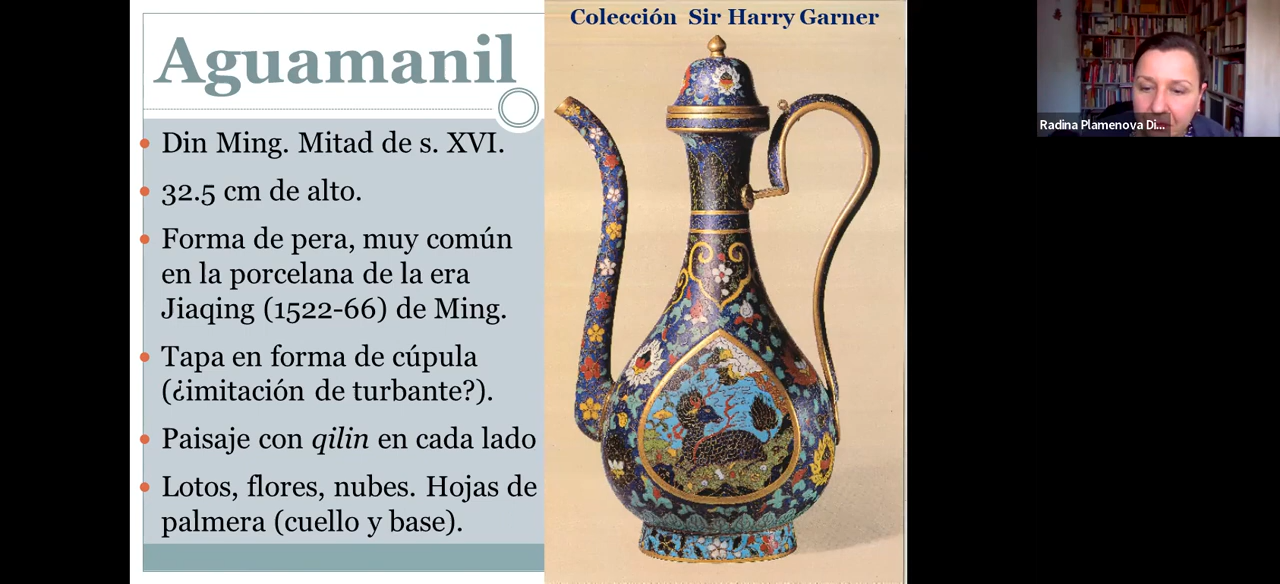 Colección Sir Harry Garner
Aguamanil
Din Ming. Mitad de s. XVI.
32.5 cm de alto.
Forma de pera, muy común
en la porcelana de la era
Jiaqing (1522-66) de Ming.
Tapa en forma de cúpula
(¿imitación de turbante?).
Paisaje con qilin en cada lado
Lotos, flores, nubes. Hojas de
palmera (cuello y base).
Radina Plamenova Di...